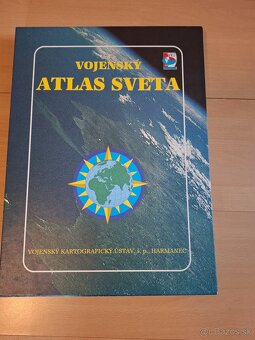 VOJENSKÝ
ATLAS SVETA
VOJENSKÝ KARTOGRAFICKÝ ÚSTAV, š. p., HARMANEC